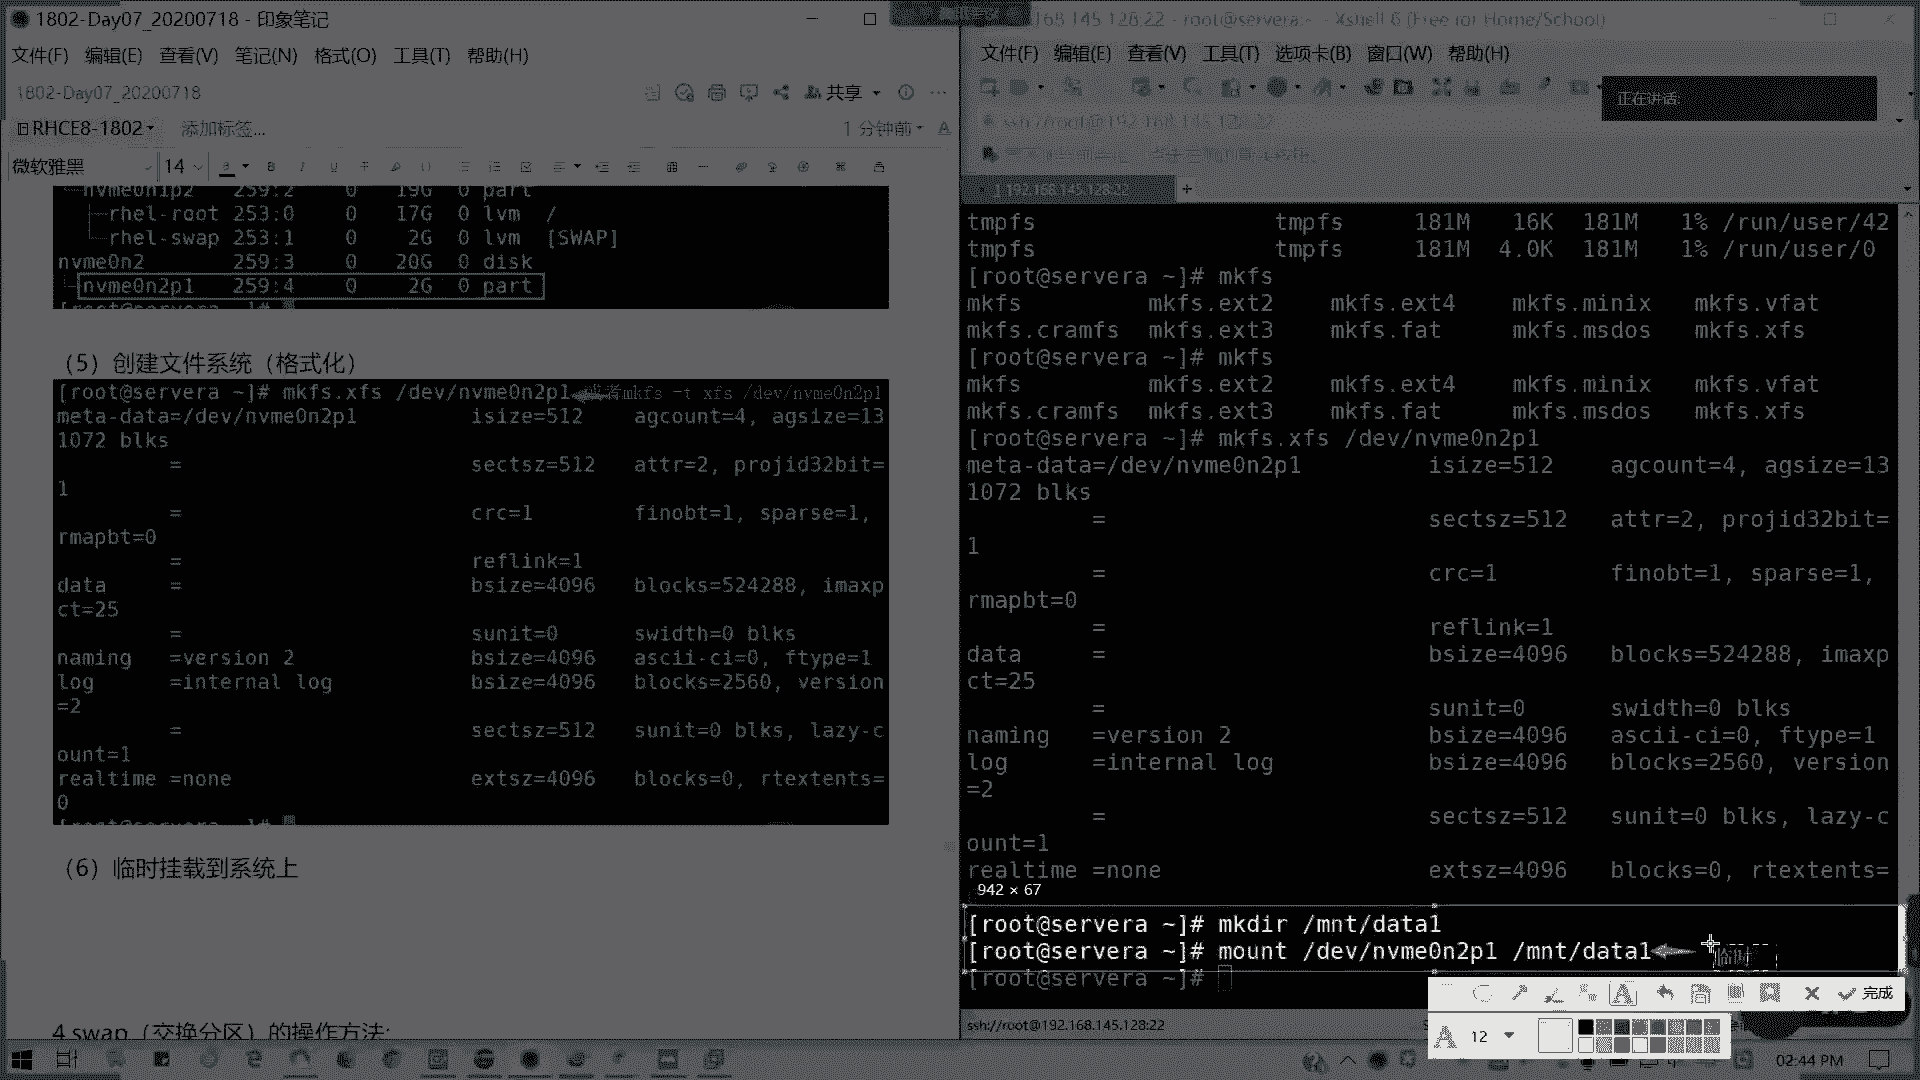 1802-Day07_20200718 - 印象笔记
文件(F) 编辑(E) 查看(V) 笔记(N) 格式(O) 工具(T) 帮助(H)
1802-Day07_20200718
共享
RHCE8-1802
添加标签...
1 分钟前
微软雅黑
14
nvme0n1p2 259:2 0 19G 0 part
rhel-root 253:0 0 17G 0 lvm /
rhel-swap 253:1 0 2G 0 lvm [SWAP]
nvme0n2 259:3 0 20G 0 disk
nvme0n2p1 259:4 0 2G 0 part
[root@servera ~]#
（5）创建文件系统（格式化）
[root@servera ~]# mkfs.xfs /dev/nvme0n2p1 或者mkfs -t xfs /dev/nvme0n2p1
meta-data=/dev/nvme0n2p1 isize=512 agcount=4, agsize=13
1072 blks
= sectsz=512 attr=2, projid32bit=
1
= crc=1 finobt=1, sparse=1,
rmapbt=0
= reflink=1
data = bsize=4096 blocks=524288, imaxp
ct=25
= sunit=0 swidth=0 blks
naming =version 2 bsize=4096 ascii-ci=0, ftype=1
log =internal log bsize=4096 blocks=2560, version
=2
= sectsz=512 sunit=0 blks, lazy-c
ount=1
realtime =none extsz=4096 blocks=0, rtextents=
0
[root@servera ~]#
（6）临时挂载到系统上
4 swap（交换分区）的操作方法:
168.145.128:22 - root@servera:~ - Xshell 6 (Free for Home/School)
文件(F) 编辑(E) 查看(V) 工具(T) 选项卡(B) 窗口(W) 帮助(H)
正在讲话:
ssh://root@192.168.145.128:22
1 192.168.145.128:22
+
tmpfs tmpfs 181M 16K 181M 1% /run/user/42
tmpfs tmpfs 181M 4.0K 181M 1% /run/user/0
[root@servera ~]# mkfs
mkfs mkfs.ext2 mkfs.ext4 mkfs.minix mkfs.vfat
mkfs.cramfs mkfs.ext3 mkfs.fat mkfs.msdos mkfs.xfs
[root@servera ~]# mkfs
mkfs mkfs.ext2 mkfs.ext4 mkfs.minix mkfs.vfat
mkfs.cramfs mkfs.ext3 mkfs.fat mkfs.msdos mkfs.xfs
[root@servera ~]# mkfs.xfs /dev/nvme0n2p1
meta-data=/dev/nvme0n2p1 isize=512 agcount=4, agsize=13
1072 blks
= sectsz=512 attr=2, projid32bit=
1
= crc=1 finobt=1, sparse=1,
rmapbt=0
= reflink=1
data = bsize=4096 blocks=524288, imaxp
ct=25
= sunit=0 swidth=0 blks
naming =version 2 bsize=4096 ascii-ci=0, ftype=1
log =internal log bsize=4096 blocks=2560, version
=2
= sectsz=512 sunit=0 blks, lazy-c
ount=1
realtime =none extsz=4096 blocks=0, rtextents=
942 × 67
[root@servera ~]# mkdir /mnt/data1
[root@servera ~]# mount /dev/nvme0n2p1 /mnt/data1 临时
[root@servera ~]#
完成
ssh://root@192.168.145.128:22
12
02:44 PM